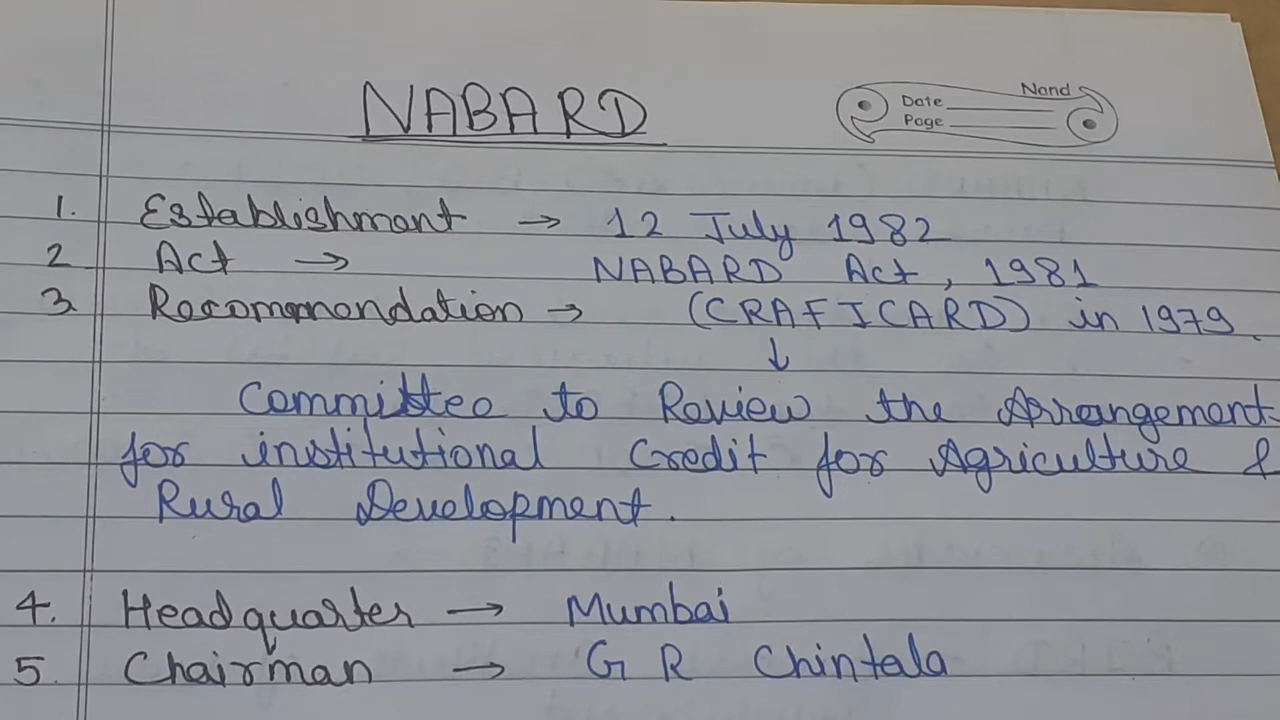 NABARD
Nand
Date
Page
1. Establishment → 12 July 1982
2 Act → NABARD Act, 1981
3. Recommendation → (CRAFICARD) in 1979.
↓
Committee to Review the Arrangement
for institutional Credit for Agriculture &
Rural Development.
4. Headquarter → Mumbai
5. Chairman → G R Chintala